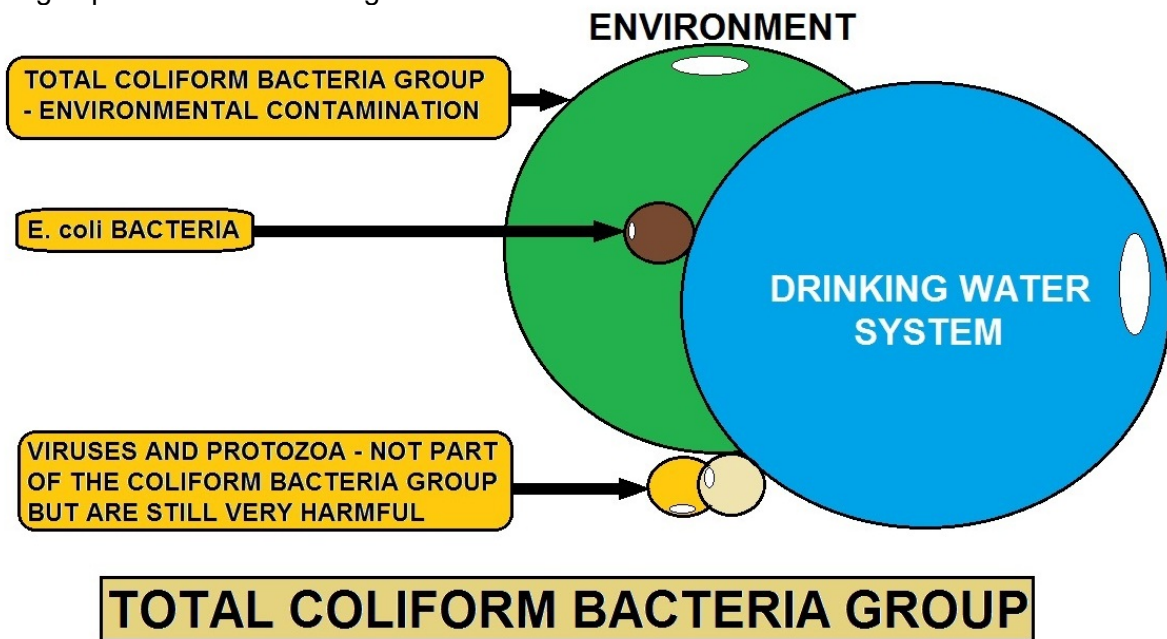 ENVIRONMENT
TOTAL COLIFORM BACTERIA GROUP
- ENVIRONMENTAL CONTAMINATION
E. coli BACTERIA
DRINKING WATER
SYSTEM
VIRUSES AND PROTOZOA - NOT PART
OF THE COLIFORM BACTERIA GROUP
BUT ARE STILL VERY HARMFUL
TOTAL COLIFORM BACTERIA GROUP